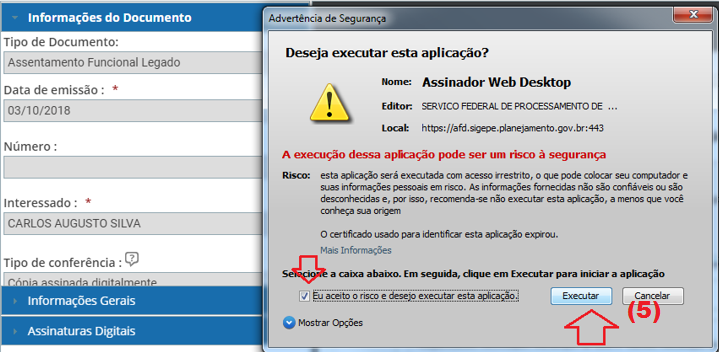 Informações do Documento
Tipo de Documento:
Assentamento Funcional Legado
Data de emissão : *
03/10/2018
Número :
Interessado : *
CARLOS AUGUSTO SILVA
Tipo de conferência : ?
Cópia assinada digitalmente
Informações Gerais
Assinaturas Digitais
Advertência de Segurança
Deseja executar esta aplicação?
Nome: Assinador Web Desktop
Editor: SERVICO FEDERAL DE PROCESSAMENTO DE ...
Local: https://afd.sigepe.planejamento.gov.br:443
A execução dessa aplicação pode ser um risco à segurança
Risco: esta aplicação será executada com acesso irrestrito, o que pode colocar seu computador e
suas informações pessoais em risco. As informações fornecidas não são confiáveis ou são
desconhecidas e, por isso, recomenda-se não executar esta aplicação, a menos que você
conheça sua origem
O certificado usado para identificar esta aplicação expirou.
Mais Informações
Selecione a caixa abaixo. Em seguida, clique em Executar para iniciar a aplicação
Eu aceito o risco e desejo executar esta aplicação.
Executar
Cancelar
(5)
Mostrar Opções